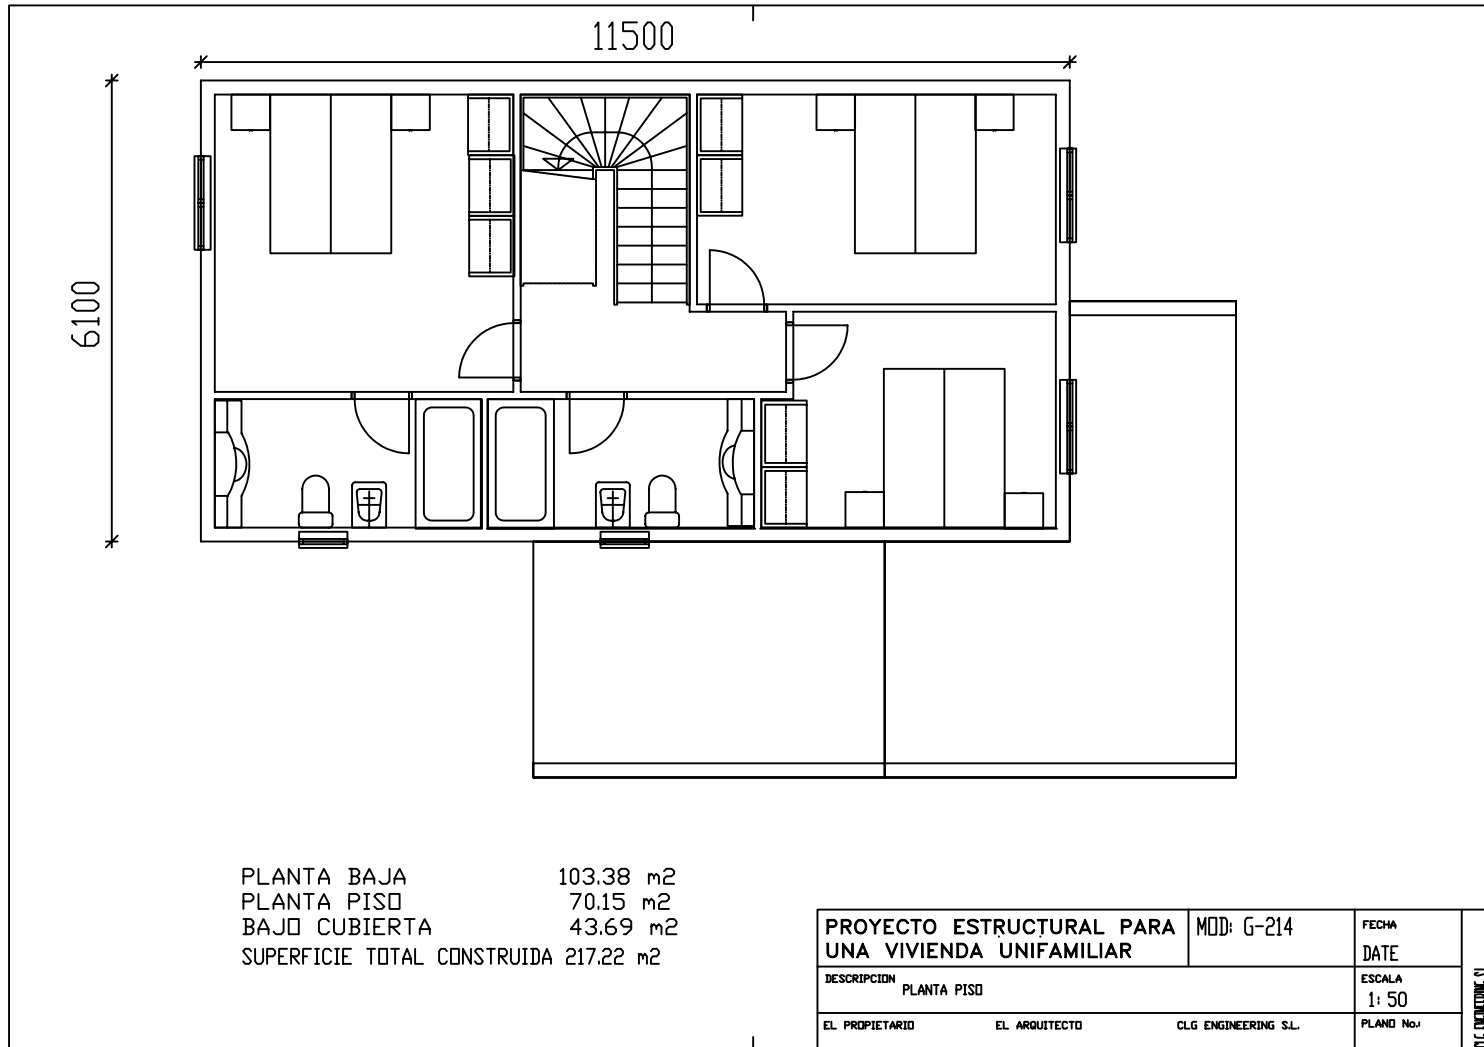 11500
6100
PLANTA BAJA 103.38 m2
PLANTA PISO 70.15 m2
BAJO CUBIERTA 43.69 m2
SUPERFICIE TOTAL CONSTRUIDA 217.22 m2
PROYECTO ESTRUCTURAL PARA
UNA VIVIENDA UNIFAMILIAR
MOD: G-214
FECHA
DATE
DESCRIPCION
PLANTA PISO
ESCALA
1: 50
EL PROPIETARIO EL ARQUITECTO CLG ENGINEERING S.L. PLANO No.: